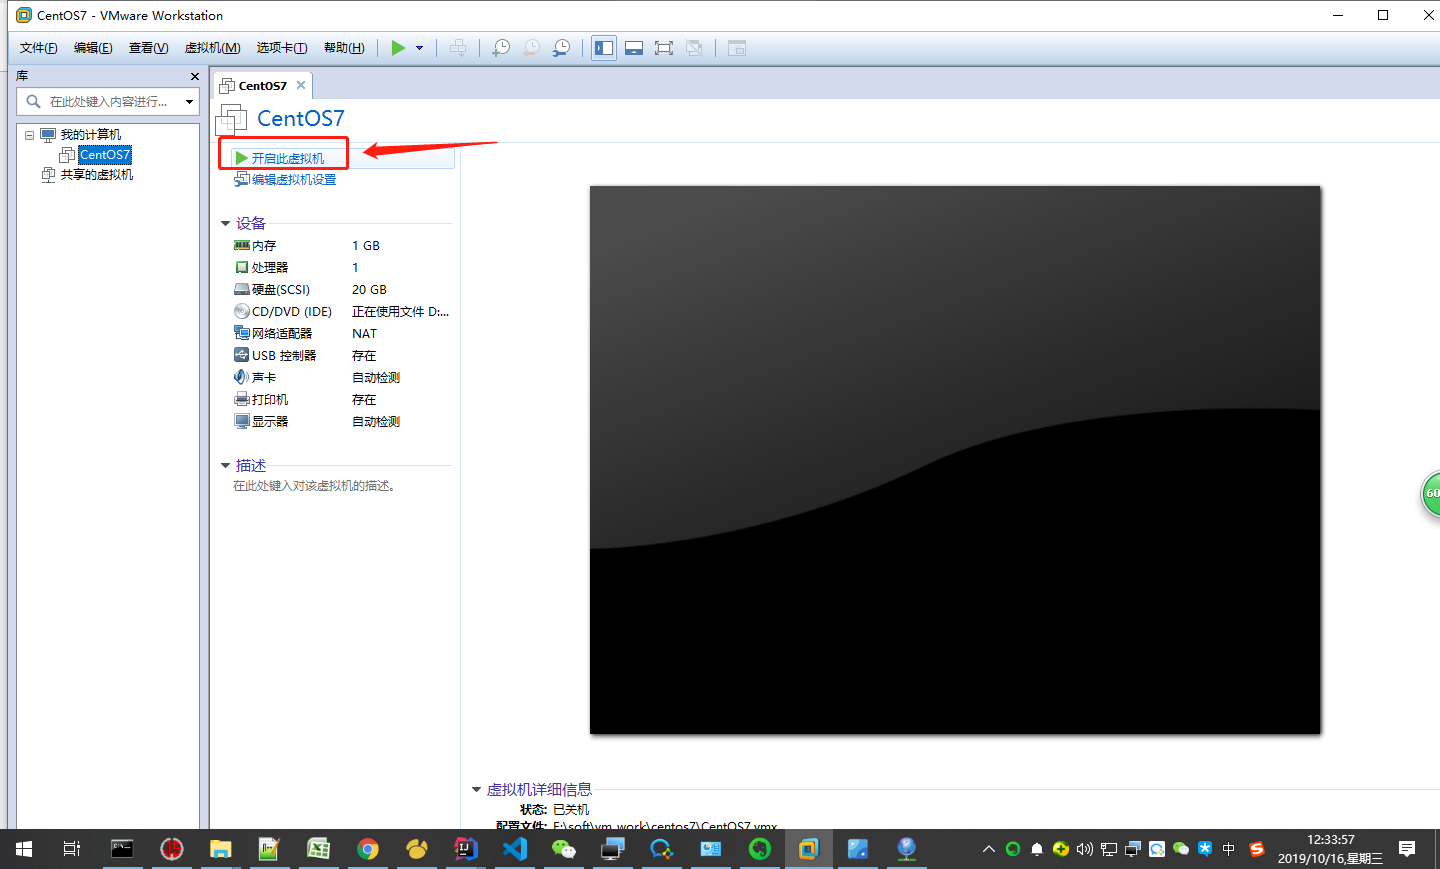 CentOS7 - VMware Workstation
文件(F) 编辑(E) 查看(V) 虚拟机(M) 选项卡(T) 帮助(H)
库
在此处键入内容进行...
我的计算机
CentOS7
共享的虚拟机
CentOS7
CentOS7
开启此虚拟机
编辑虚拟机设置
设备
内存 1 GB
处理器 1
硬盘(SCSI) 20 GB
CD/DVD (IDE) 正在使用文件 D:...
网络适配器 NAT
USB 控制器 存在
声卡 自动检测
打印机 存在
显示器 自动检测
描述
在此处键入对该虚拟机的描述。
60
虚拟机详细信息
状态: 已关机
配置文件: E:\soft\vm_work\centos7\CentOS7.vmx
中
12:33:57
2019/10/16,星期三